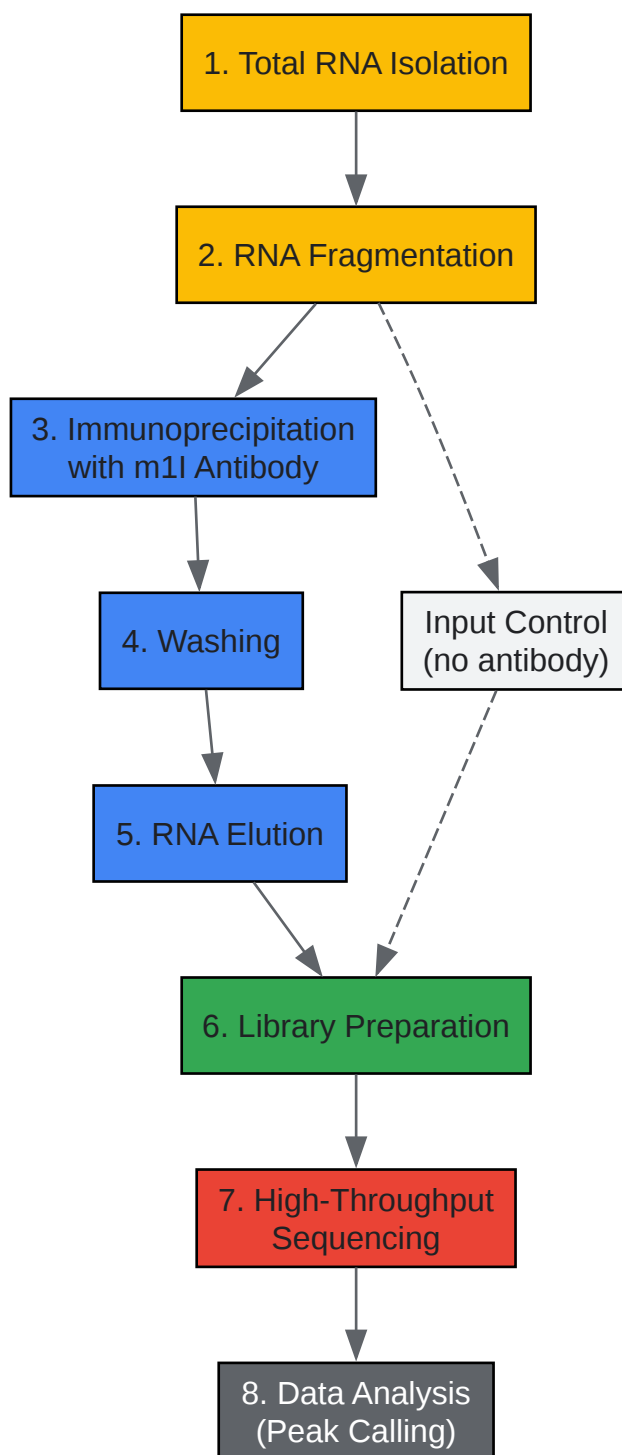 1. Total RNA Isolation
2. RNA Fragmentation
3. Immunoprecipitation
with m1I Antibody
4. Washing
Input Control
(no antibody)
5. RNA Elution
6. Library Preparation
7. High-Throughput
Sequencing
8. Data Analysis
(Peak Calling)